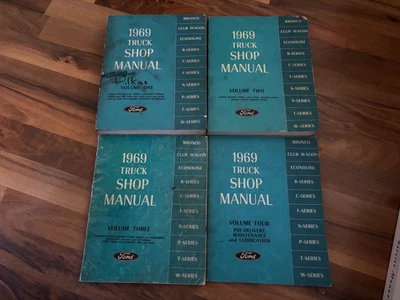 1969
TRUCK
SHOP
MANUAL
VOLUME ONE
Ford
BRONCO
CLUB WAGON
ECONOLINE
B-SERIES
C-SERIES
F-SERIES
N-SERIES
P-SERIES
T-SERIES
W-SERIES
1969
TRUCK
SHOP
MANUAL
VOLUME TWO
Ford
BRONCO
CLUB WAGON
ECONOLINE
B-SERIES
C-SERIES
F-SERIES
N-SERIES
P-SERIES
T-SERIES
W-SERIES
1969
TRUCK
SHOP
MANUAL
VOLUME THREE
Ford
BRONCO
CLUB WAGON
ECONOLINE
B-SERIES
C-SERIES
F-SERIES
N-SERIES
P-SERIES
T-SERIES
W-SERIES
1969
TRUCK
SHOP
MANUAL
VOLUME FOUR
PRE-DELIVERY,
MAINTENANCE
and LUBRICATION
Ford
BRONCO
CLUB WAGON
ECONOLINE
B-SERIES
C-SERIES
F-SERIES
N-SERIES
P-SERIES
T-SERIES
W-SERIES